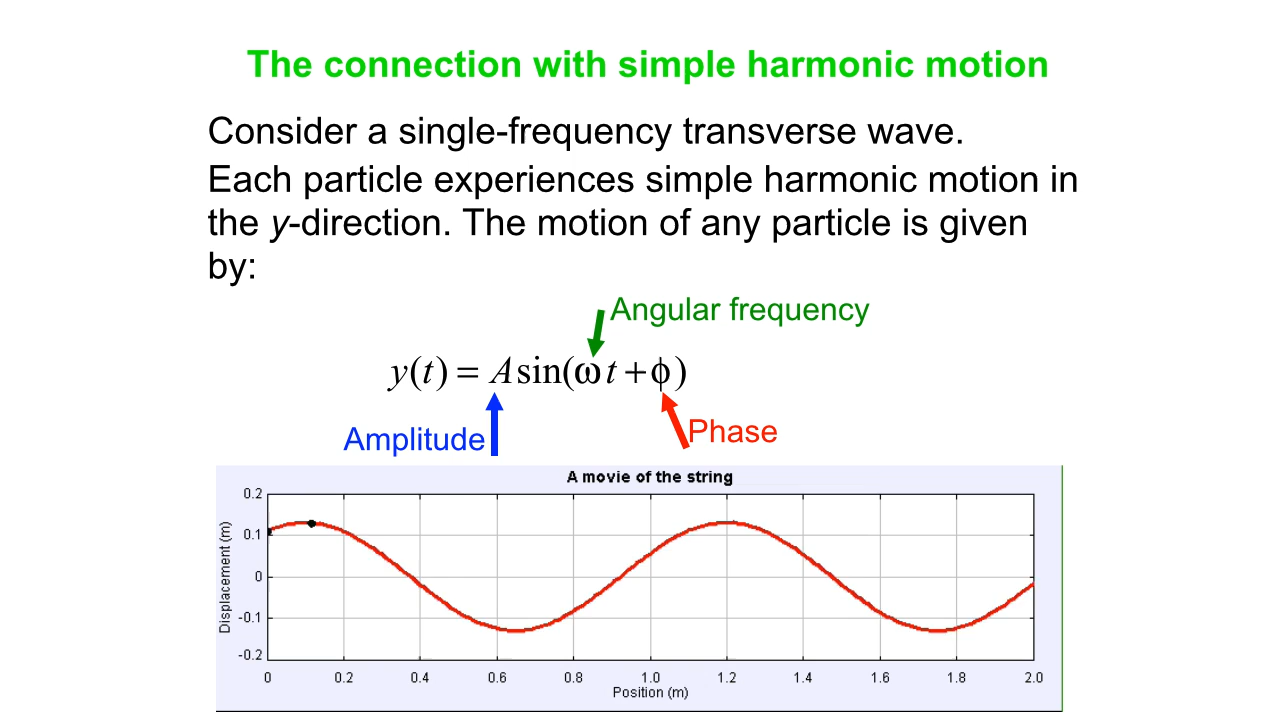 The connection with simple harmonic motion
Consider a single-frequency transverse wave.
Each particle experiences simple harmonic motion in
the y-direction. The motion of any particle is given
by:
Angular frequency
y(t) = A sin(ω t + φ)
Amplitude
Phase
A movie of the string
Displacement (m)
0.2
0.1
0
-0.1
-0.2
0 0.2 0.4 0.6 0.8 1.0 1.2 1.4 1.6 1.8 2.0
Position (m)